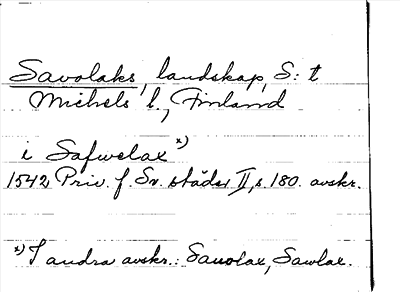 Savolaks, landskap, S:t
Michels l., Finland
i Safwelax x)
1542 Priv. f. Sv. städer II, s. 180. avskr.
x) I andra avskr.: Sauolax, Sawlax.